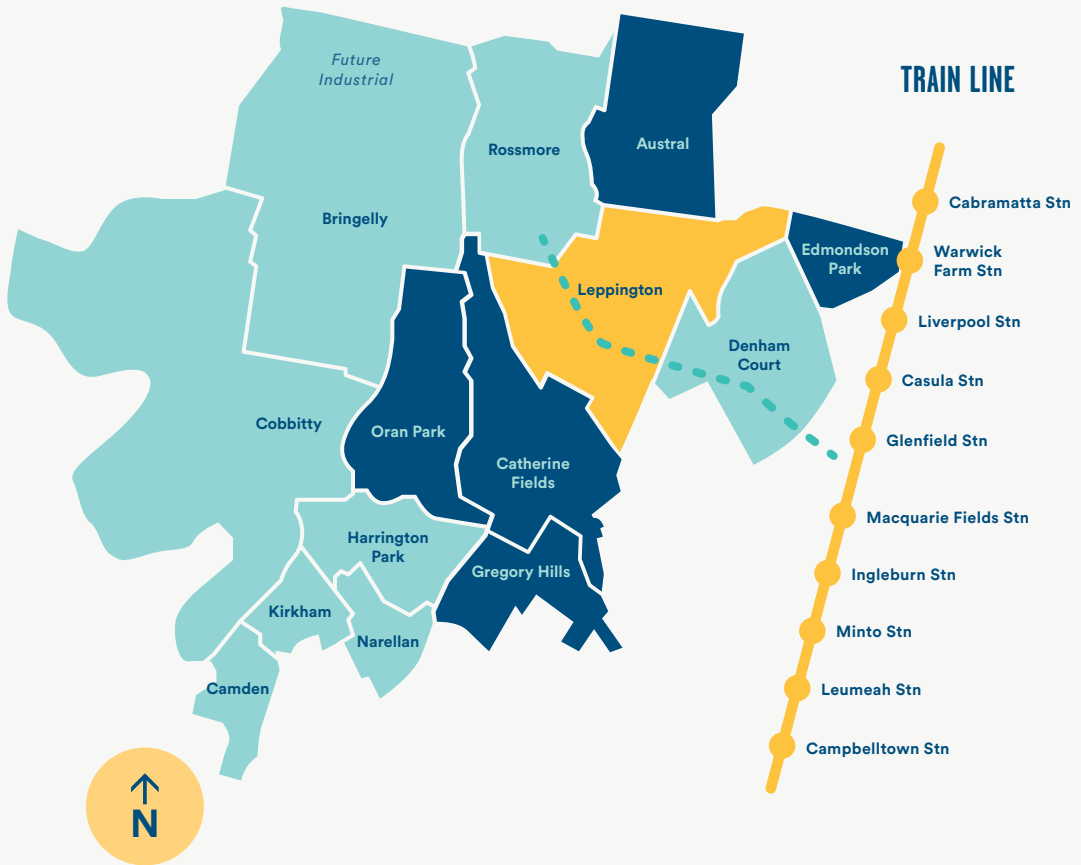 Future
Industrial
TRAIN LINE
Rossmore
Austral
Bringelly
Cabramatta Stn
Edmondson
Park
Warwick
Farm Stn
Leppington
Liverpool Stn
Denham
Court
Casula Stn
Cobbitty
Oran Park
Glenfield Stn
Catherine
Fields
Macquarie Fields Stn
Harrington
Park
Gregory Hills
Ingleburn Stn
Kirkham
Narellan
Minto Stn
Camden
Leumeah Stn
Campbelltown Stn
N